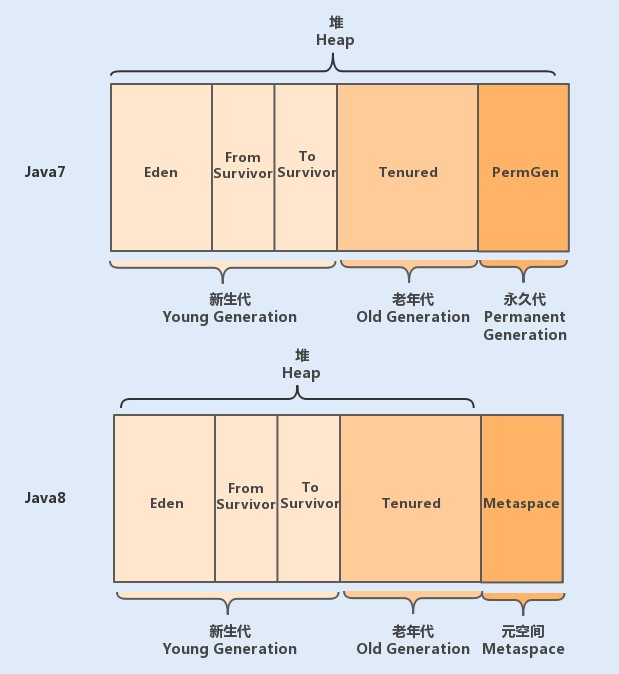 堆
Heap
Java7
Eden
From
Survivor
To
Survivor
Tenured
PermGen
新生代
Young Generation
老年代
Old Generation
永久代
Permanent
Generation
堆
Heap
Java8
Eden
From
Survivor
To
Survivor
Tenured
Metaspace
新生代
Young Generation
老年代
Old Generation
元空间
Metaspace